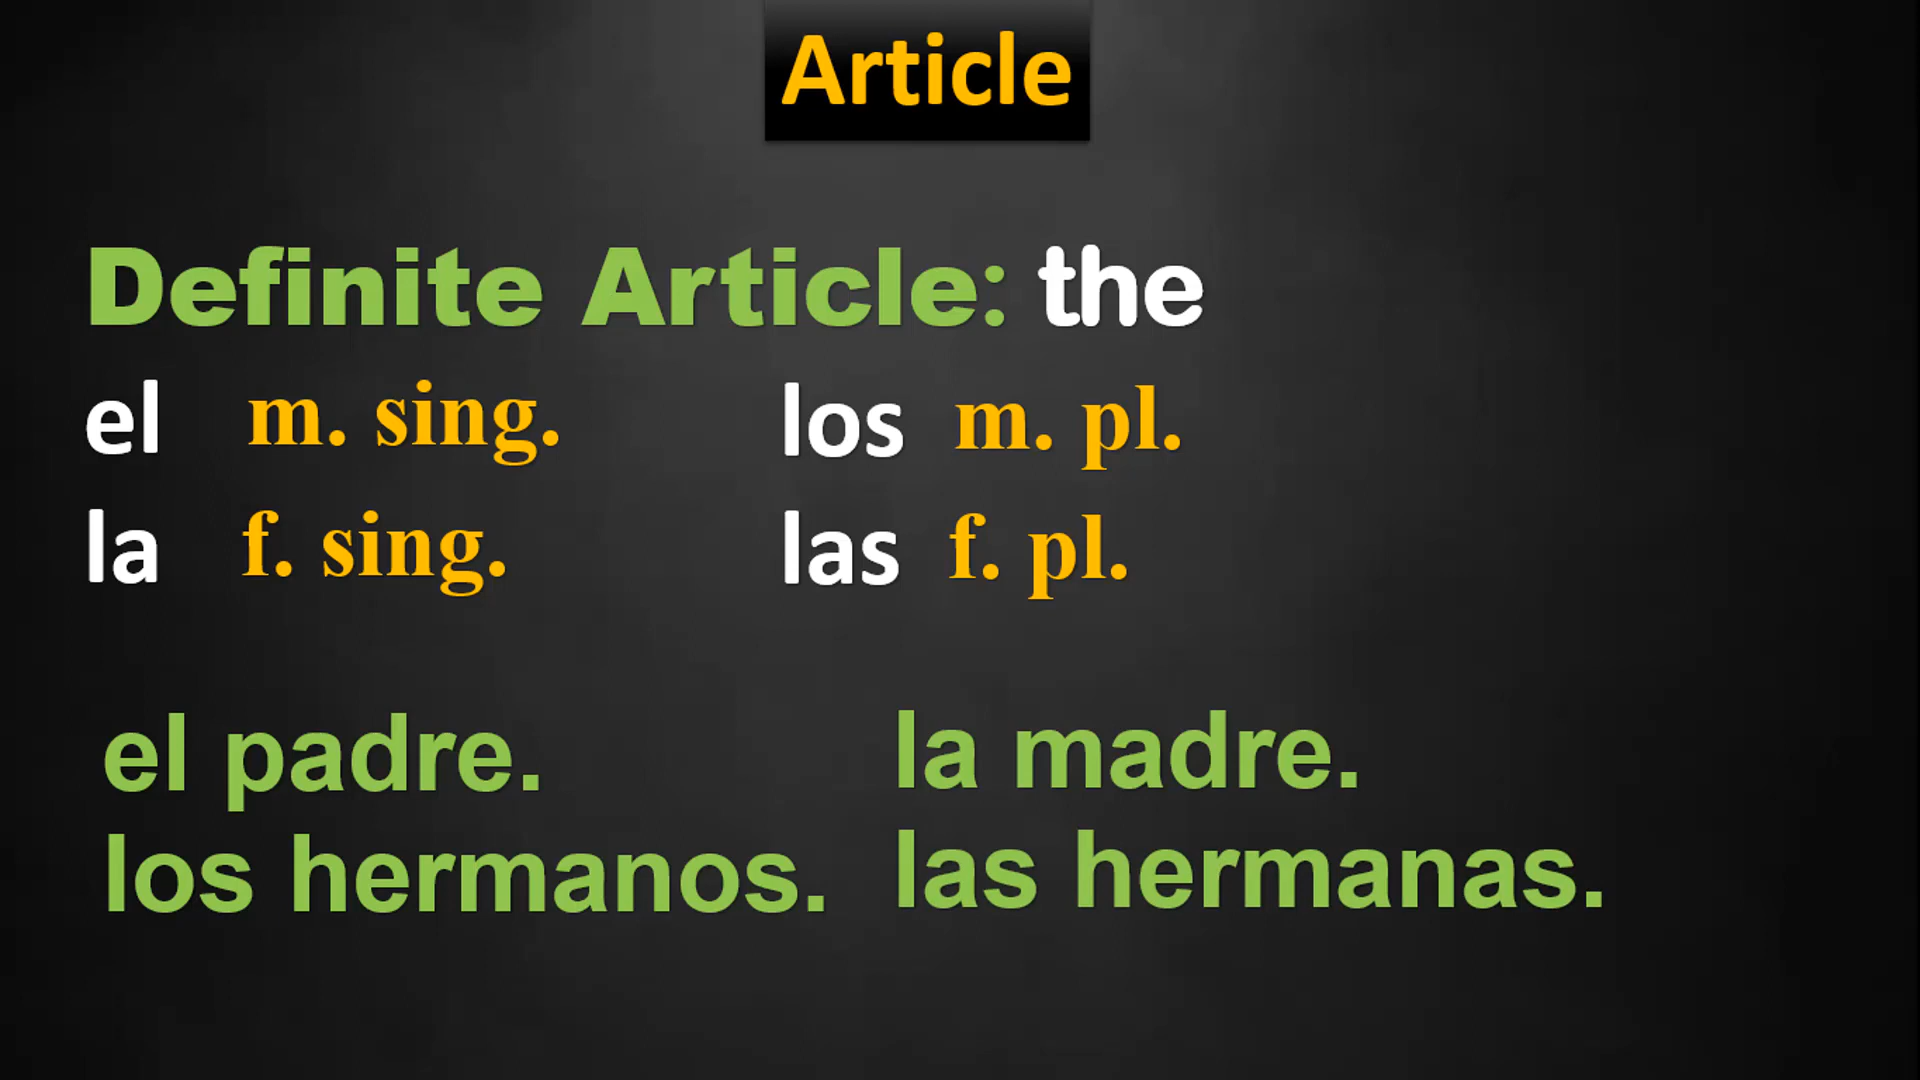 Article
Definite Article: the
el m. sing. los m. pl.
la f. sing. las f. pl.
el padre. la madre.
los hermanos. las hermanas.